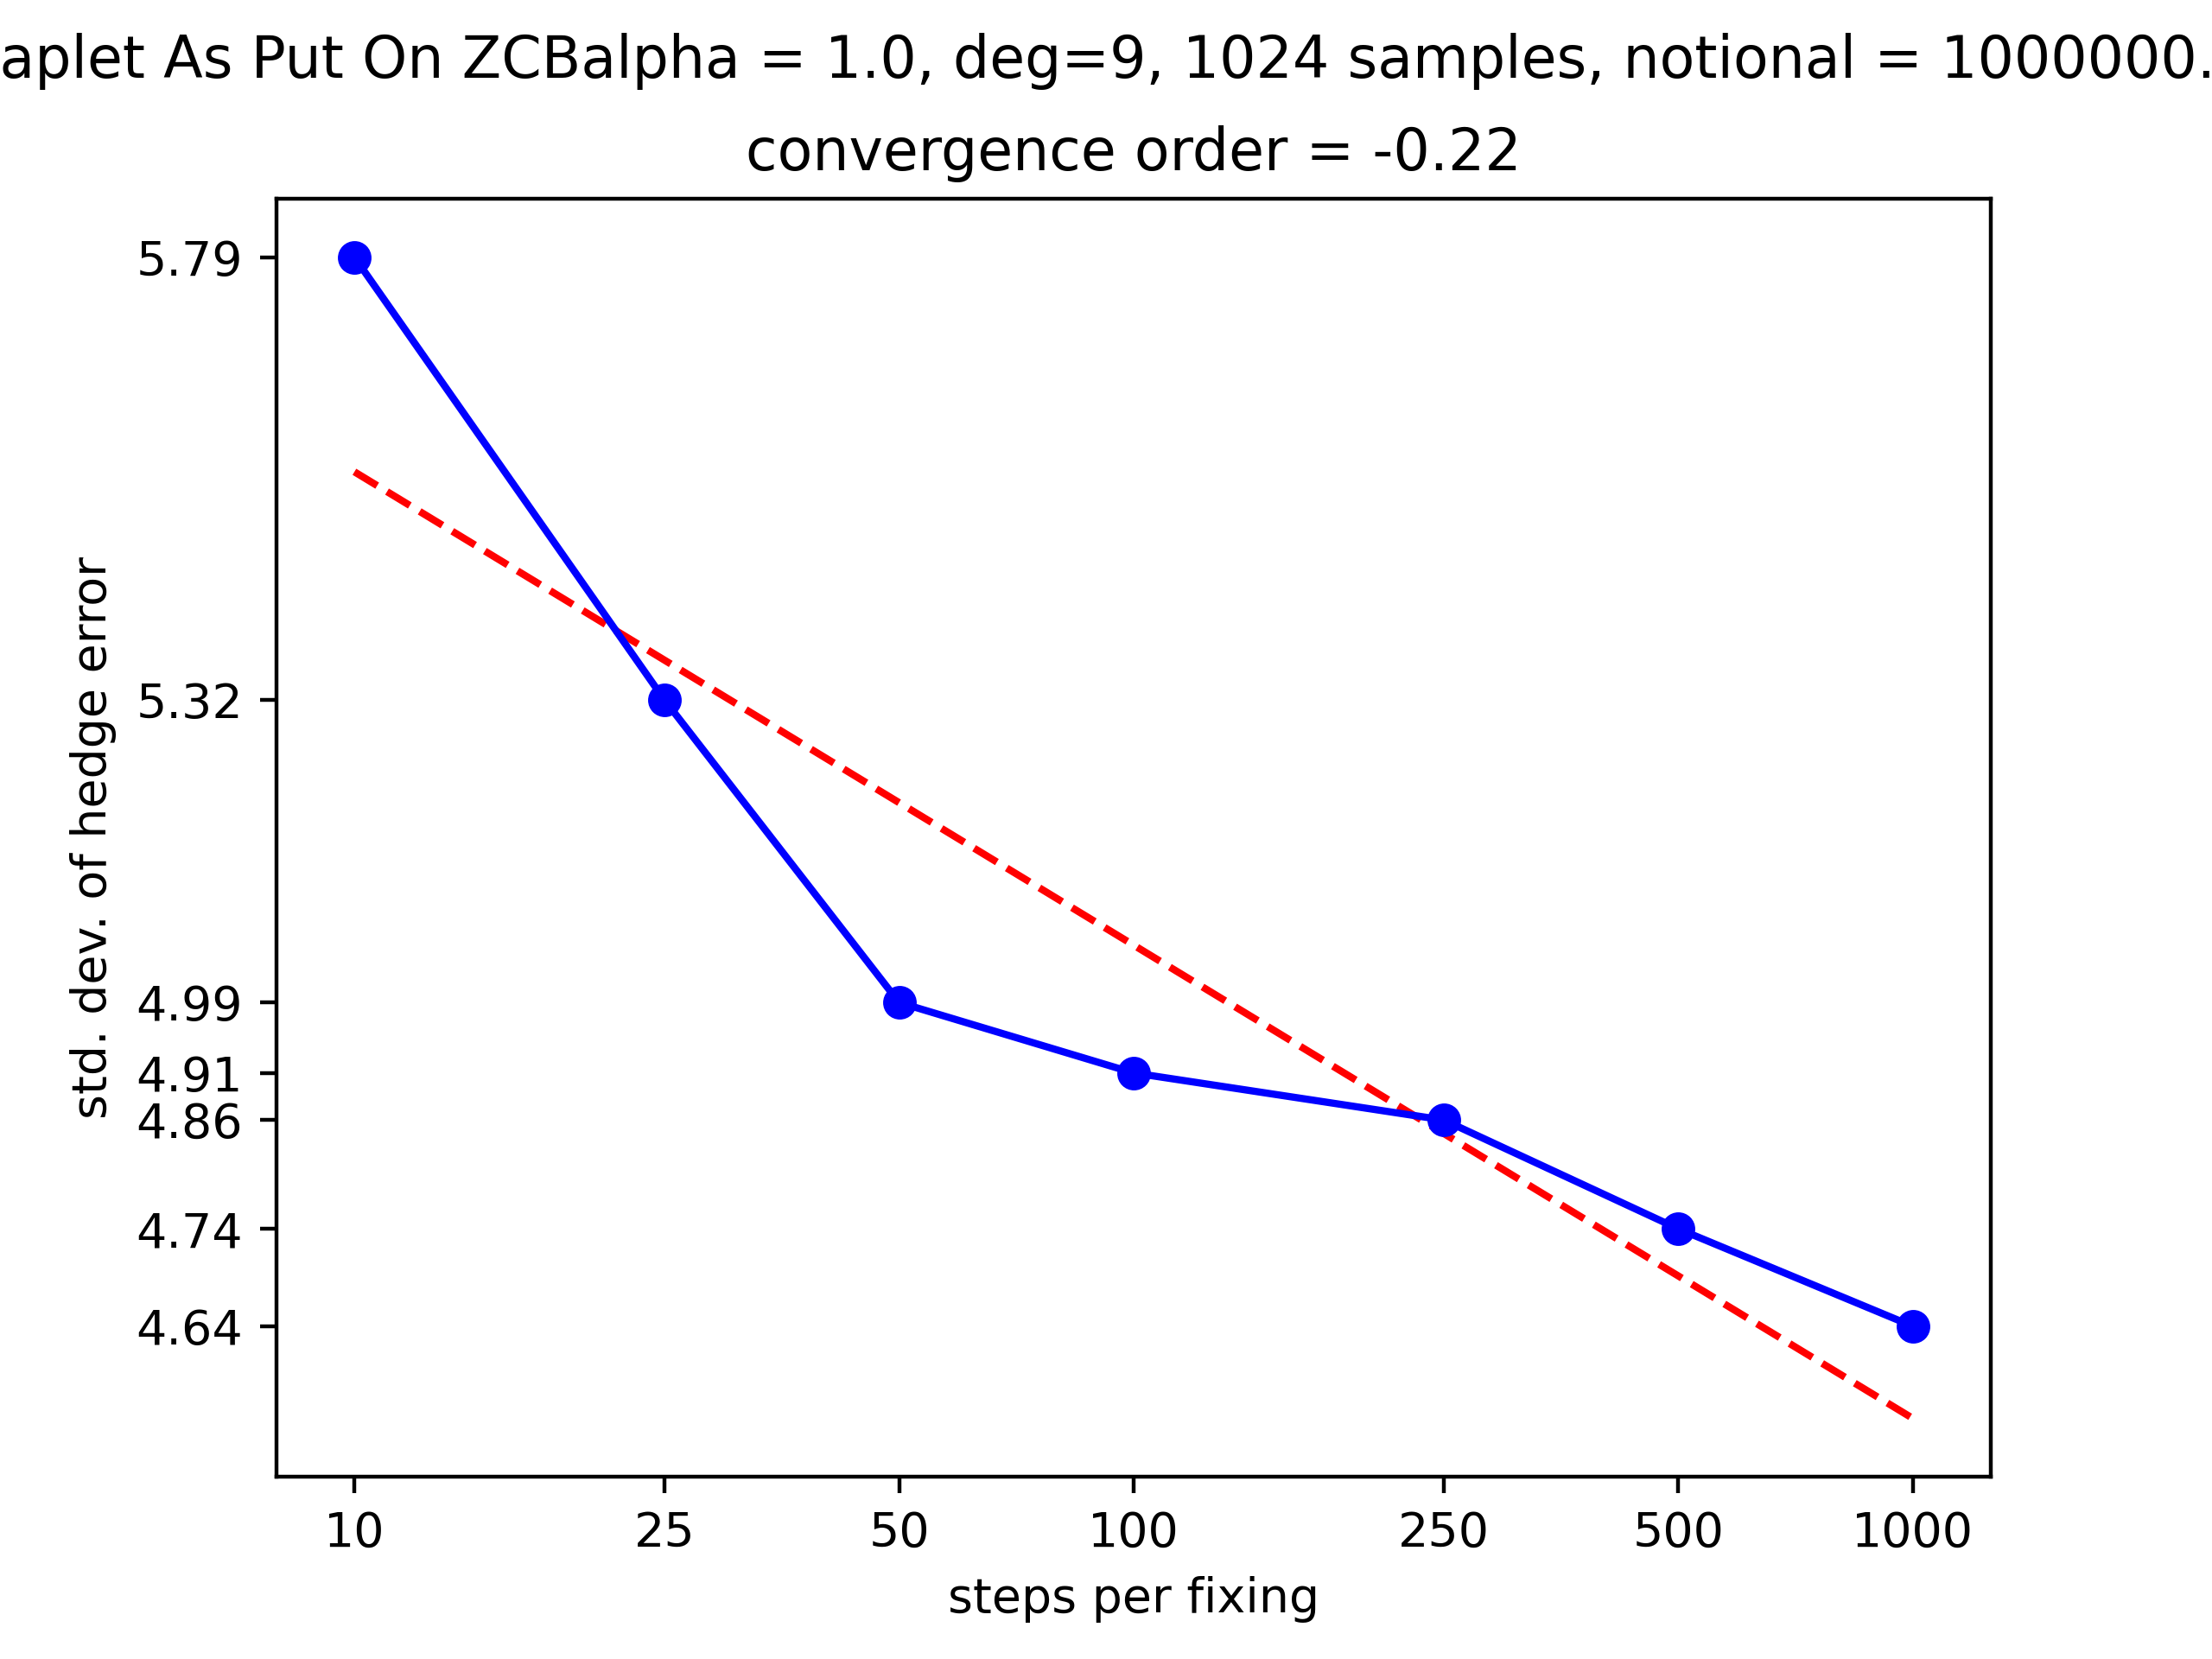 aplet As Put On ZCBalpha = 1.0, deg=9, 1024 samples, notional = 1000000.
convergence order = -0.22
std. dev. of hedge error
5.79
5.32
4.99
4.91
4.86
4.74
4.64
10 25 50 100 250 500 1000
steps per fixing